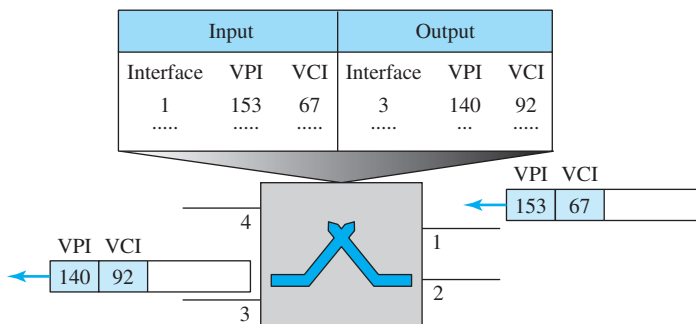 Input Output
Interface VPI VCI Interface VPI VCI
1 153 67 3 140 92
..... ..... ..... ..... ... .....
VPI VCI
153 67
4
1
VPI VCI
140 92
2
3